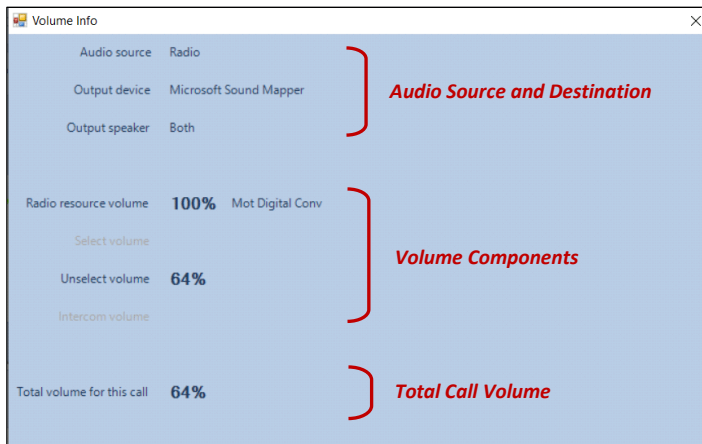 Volume Info
Audio source Radio
Output device Microsoft Sound Mapper
Audio Source and Destination
Output speaker Both
Radio resource volume 100% Mot Digital Conv
Select volume
Volume Components
Unselect volume 64%
Intercom volume
Total volume for this call 64%
Total Call Volume